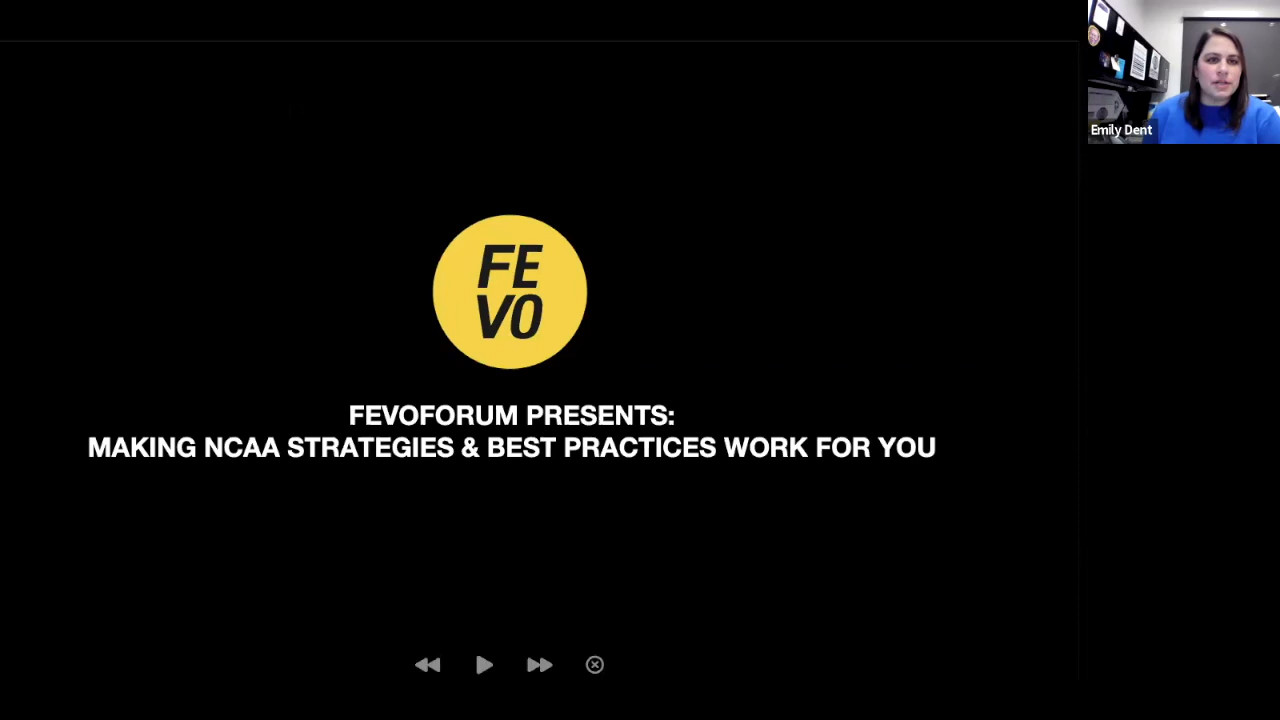 FE
VO
FEVOFORUM PRESENTS:
MAKING NCAA STRATEGIES & BEST PRACTICES WORK FOR YOU
Emily Dent